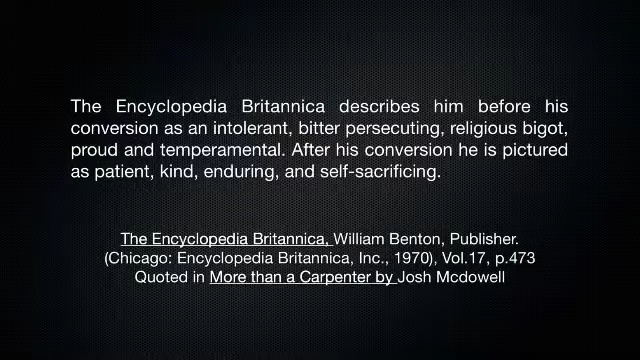 The Encyclopedia Britannica describes him before his
conversion as an intolerant, bitter persecuting, religious bigot,
proud and temperamental. After his conversion he is pictured
as patient, kind, enduring, and self-sacrificing.
The Encyclopedia Britannica, William Benton, Publisher.
(Chicago: Encyclopedia Britannica, Inc., 1970), Vol.17, p.473
Quoted in More than a Carpenter by Josh Mcdowell